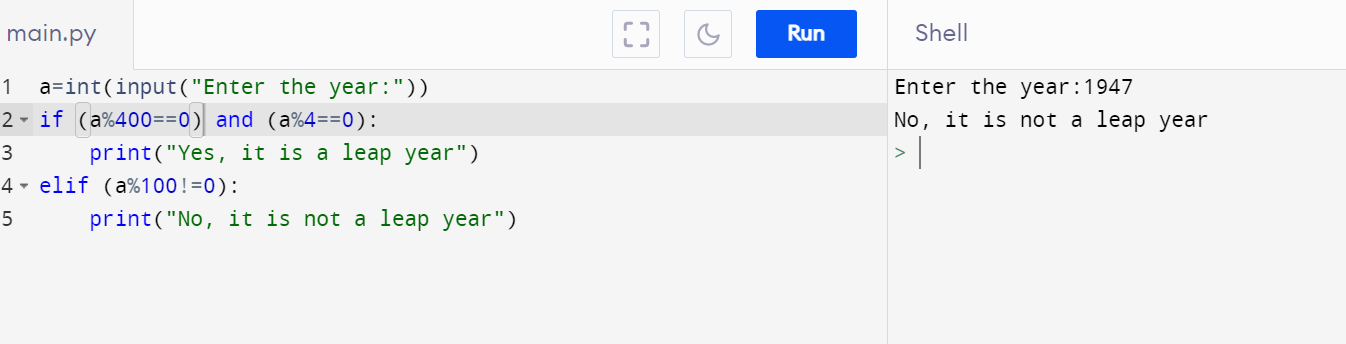 main.py
Run
Shell
1 a=int(input("Enter the year:"))
2 if (a%400==0) and (a%4==0):
3     print("Yes, it is a leap year")
4 elif (a%100!=0):
5     print("No, it is not a leap year")
Enter the year:1947
No, it is not a leap year
>